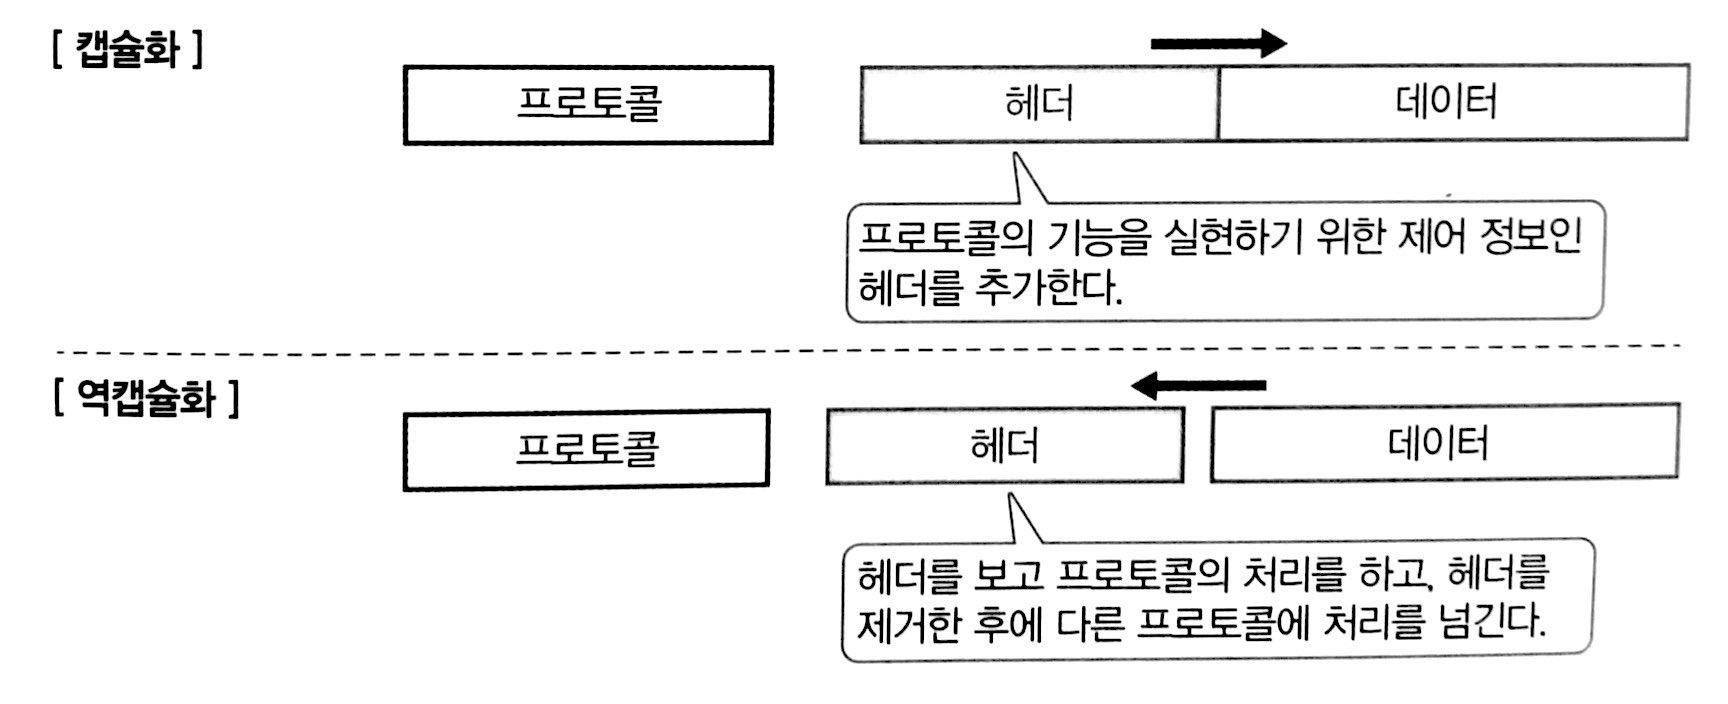 [ 캡슐화 ]
프로토콜
헤더
데이터
프로토콜의 기능을 실현하기 위한 제어 정보인
헤더를 추가한다.
[ 역캡슐화 ]
프로토콜
헤더
데이터
헤더를 보고 프로토콜의 처리를 하고, 헤더를
제거한 후에 다른 프로토콜에 처리를 넘긴다.